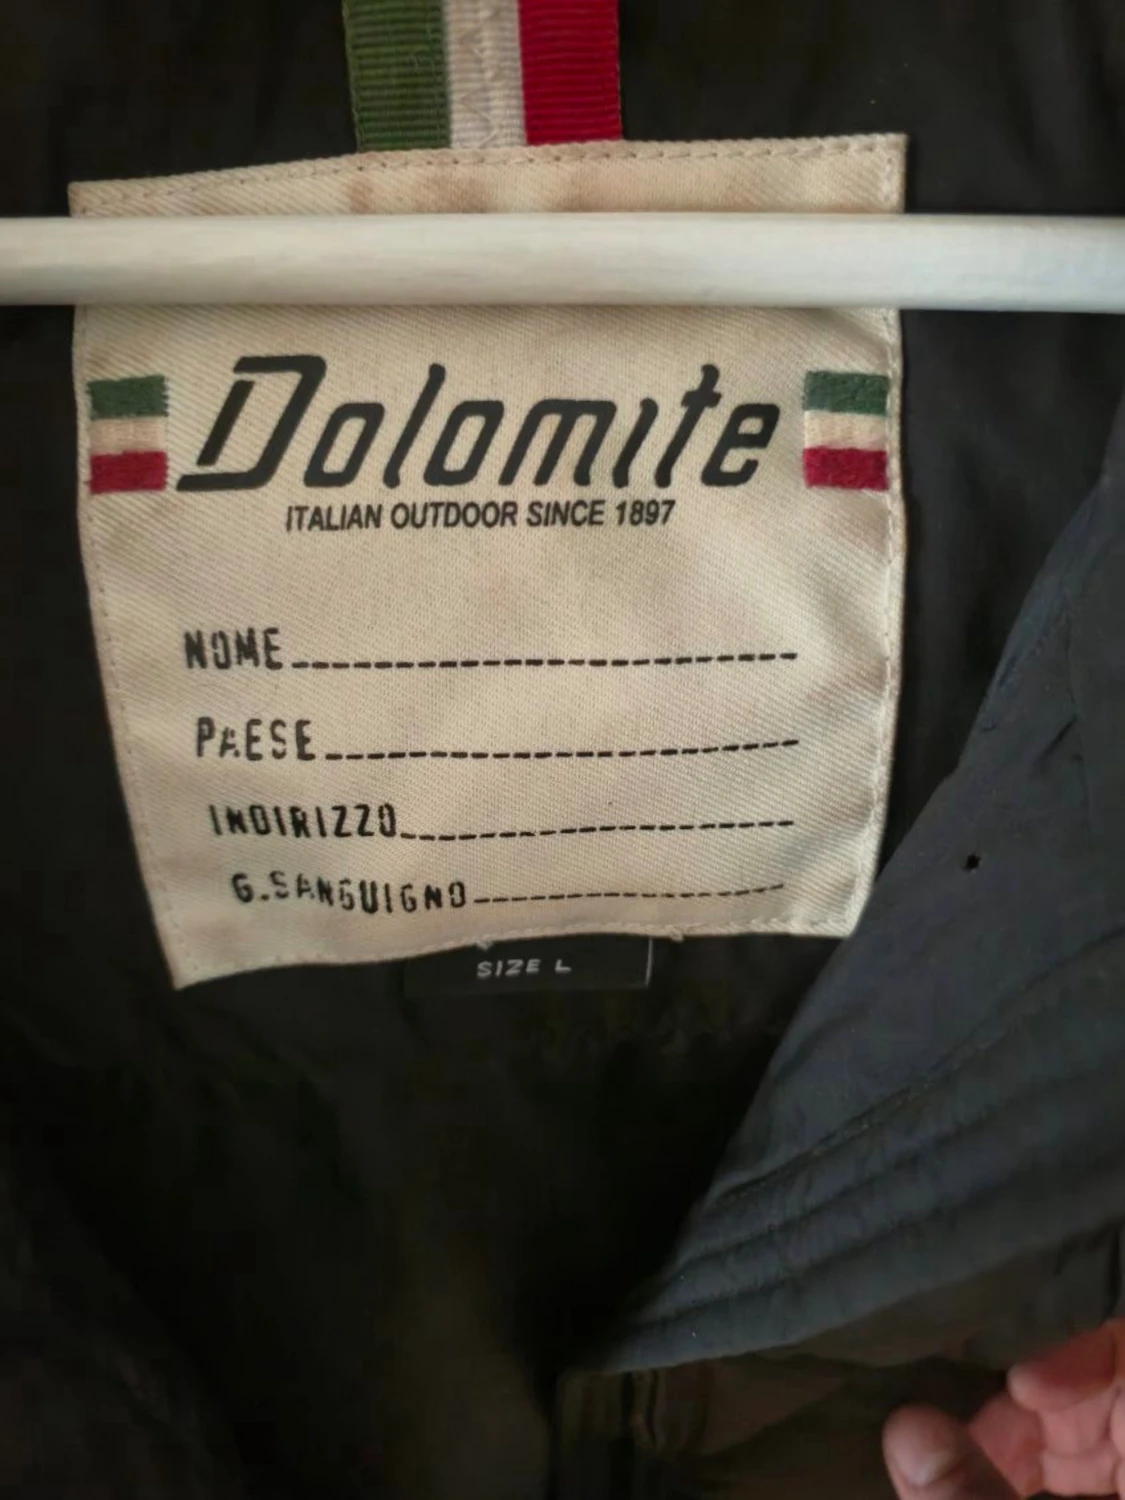 Dolomite
ITALIAN OUTDOOR SINCE 1897
NOME
PAESE
INDIRIZZO
G.SANGUIGNO
SIZE L